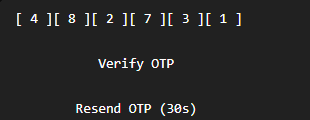 [ 4 ][ 8 ][ 2 ][ 7 ][ 3 ][ 1 ]
Verify OTP
Resend OTP (30s)